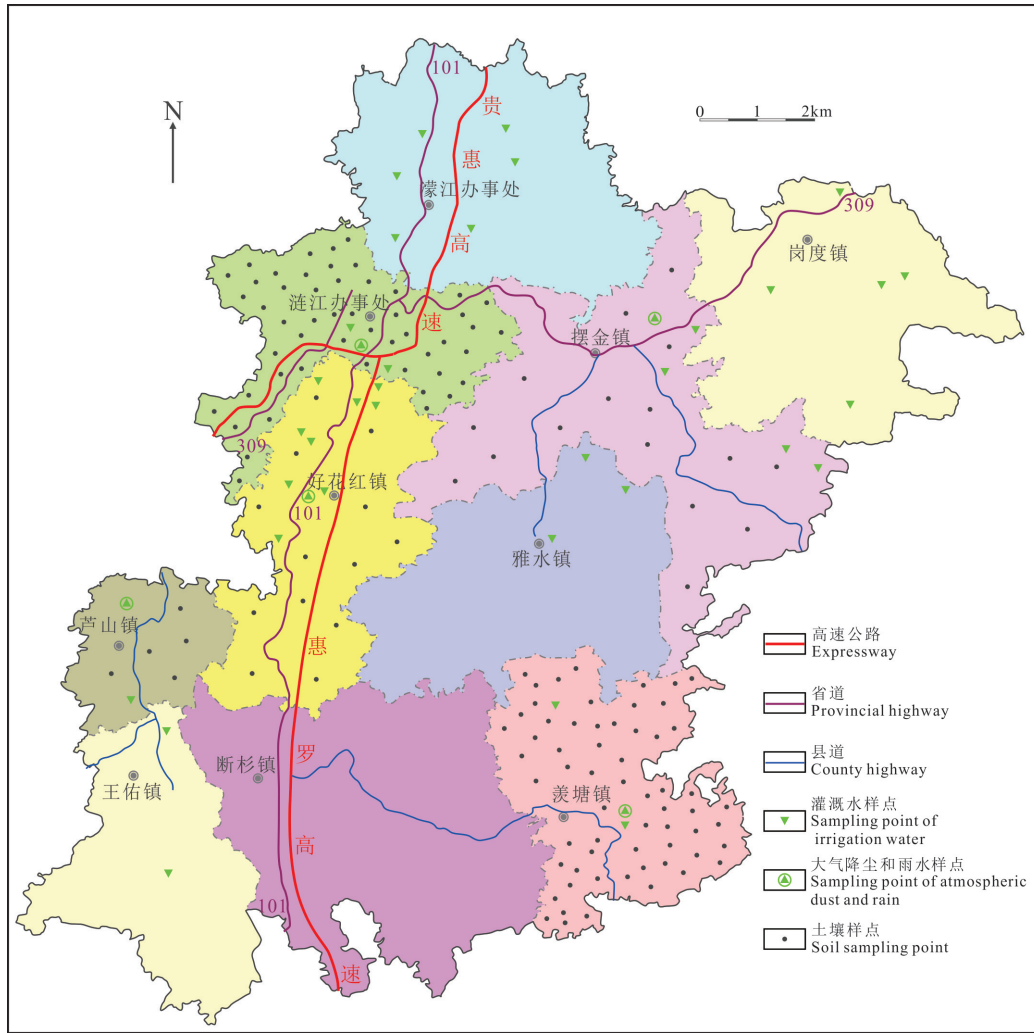 N
0 1 2km
101
贵
惠
濛江办事处
高
309
岗度镇
涟江办事处
速
摆金镇
309
好花红镇
101
雅水镇
芦山镇
惠
罗
断杉镇
王佑镇
羡塘镇
高
101
速
高速公路
Expressway
省道
Provincial highway
县道
County highway
灌溉水样点
Sampling point of
irrigation water
大气降尘和雨水样点
Sampling point of atmospheric
dust and rain
土壤样点
Soil sampling point